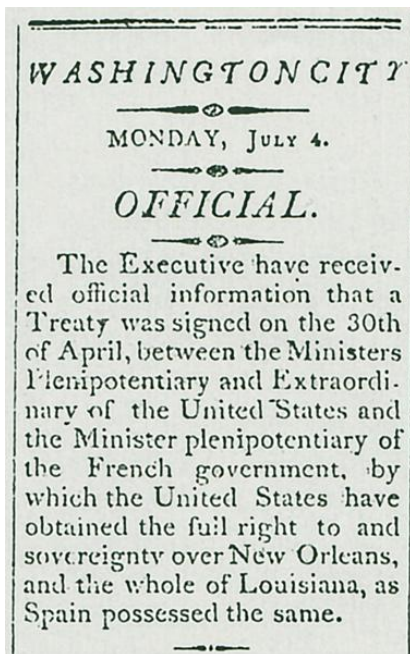 WASHINGTON CITY
MONDAY, JULY 4.
OFFICIAL.
The Executive have receiv-
ed official information that a
Treaty was signed on the 30th
of April, between the Ministers
Plenipotentiary and Extraordi-
nary of the United States and
the Minister plenipotentiary of
the French government, by
which the United States have
obtained the full right to and
sovereignty over New Orleans,
and the whole of Louisiana, as
Spain possessed the same.